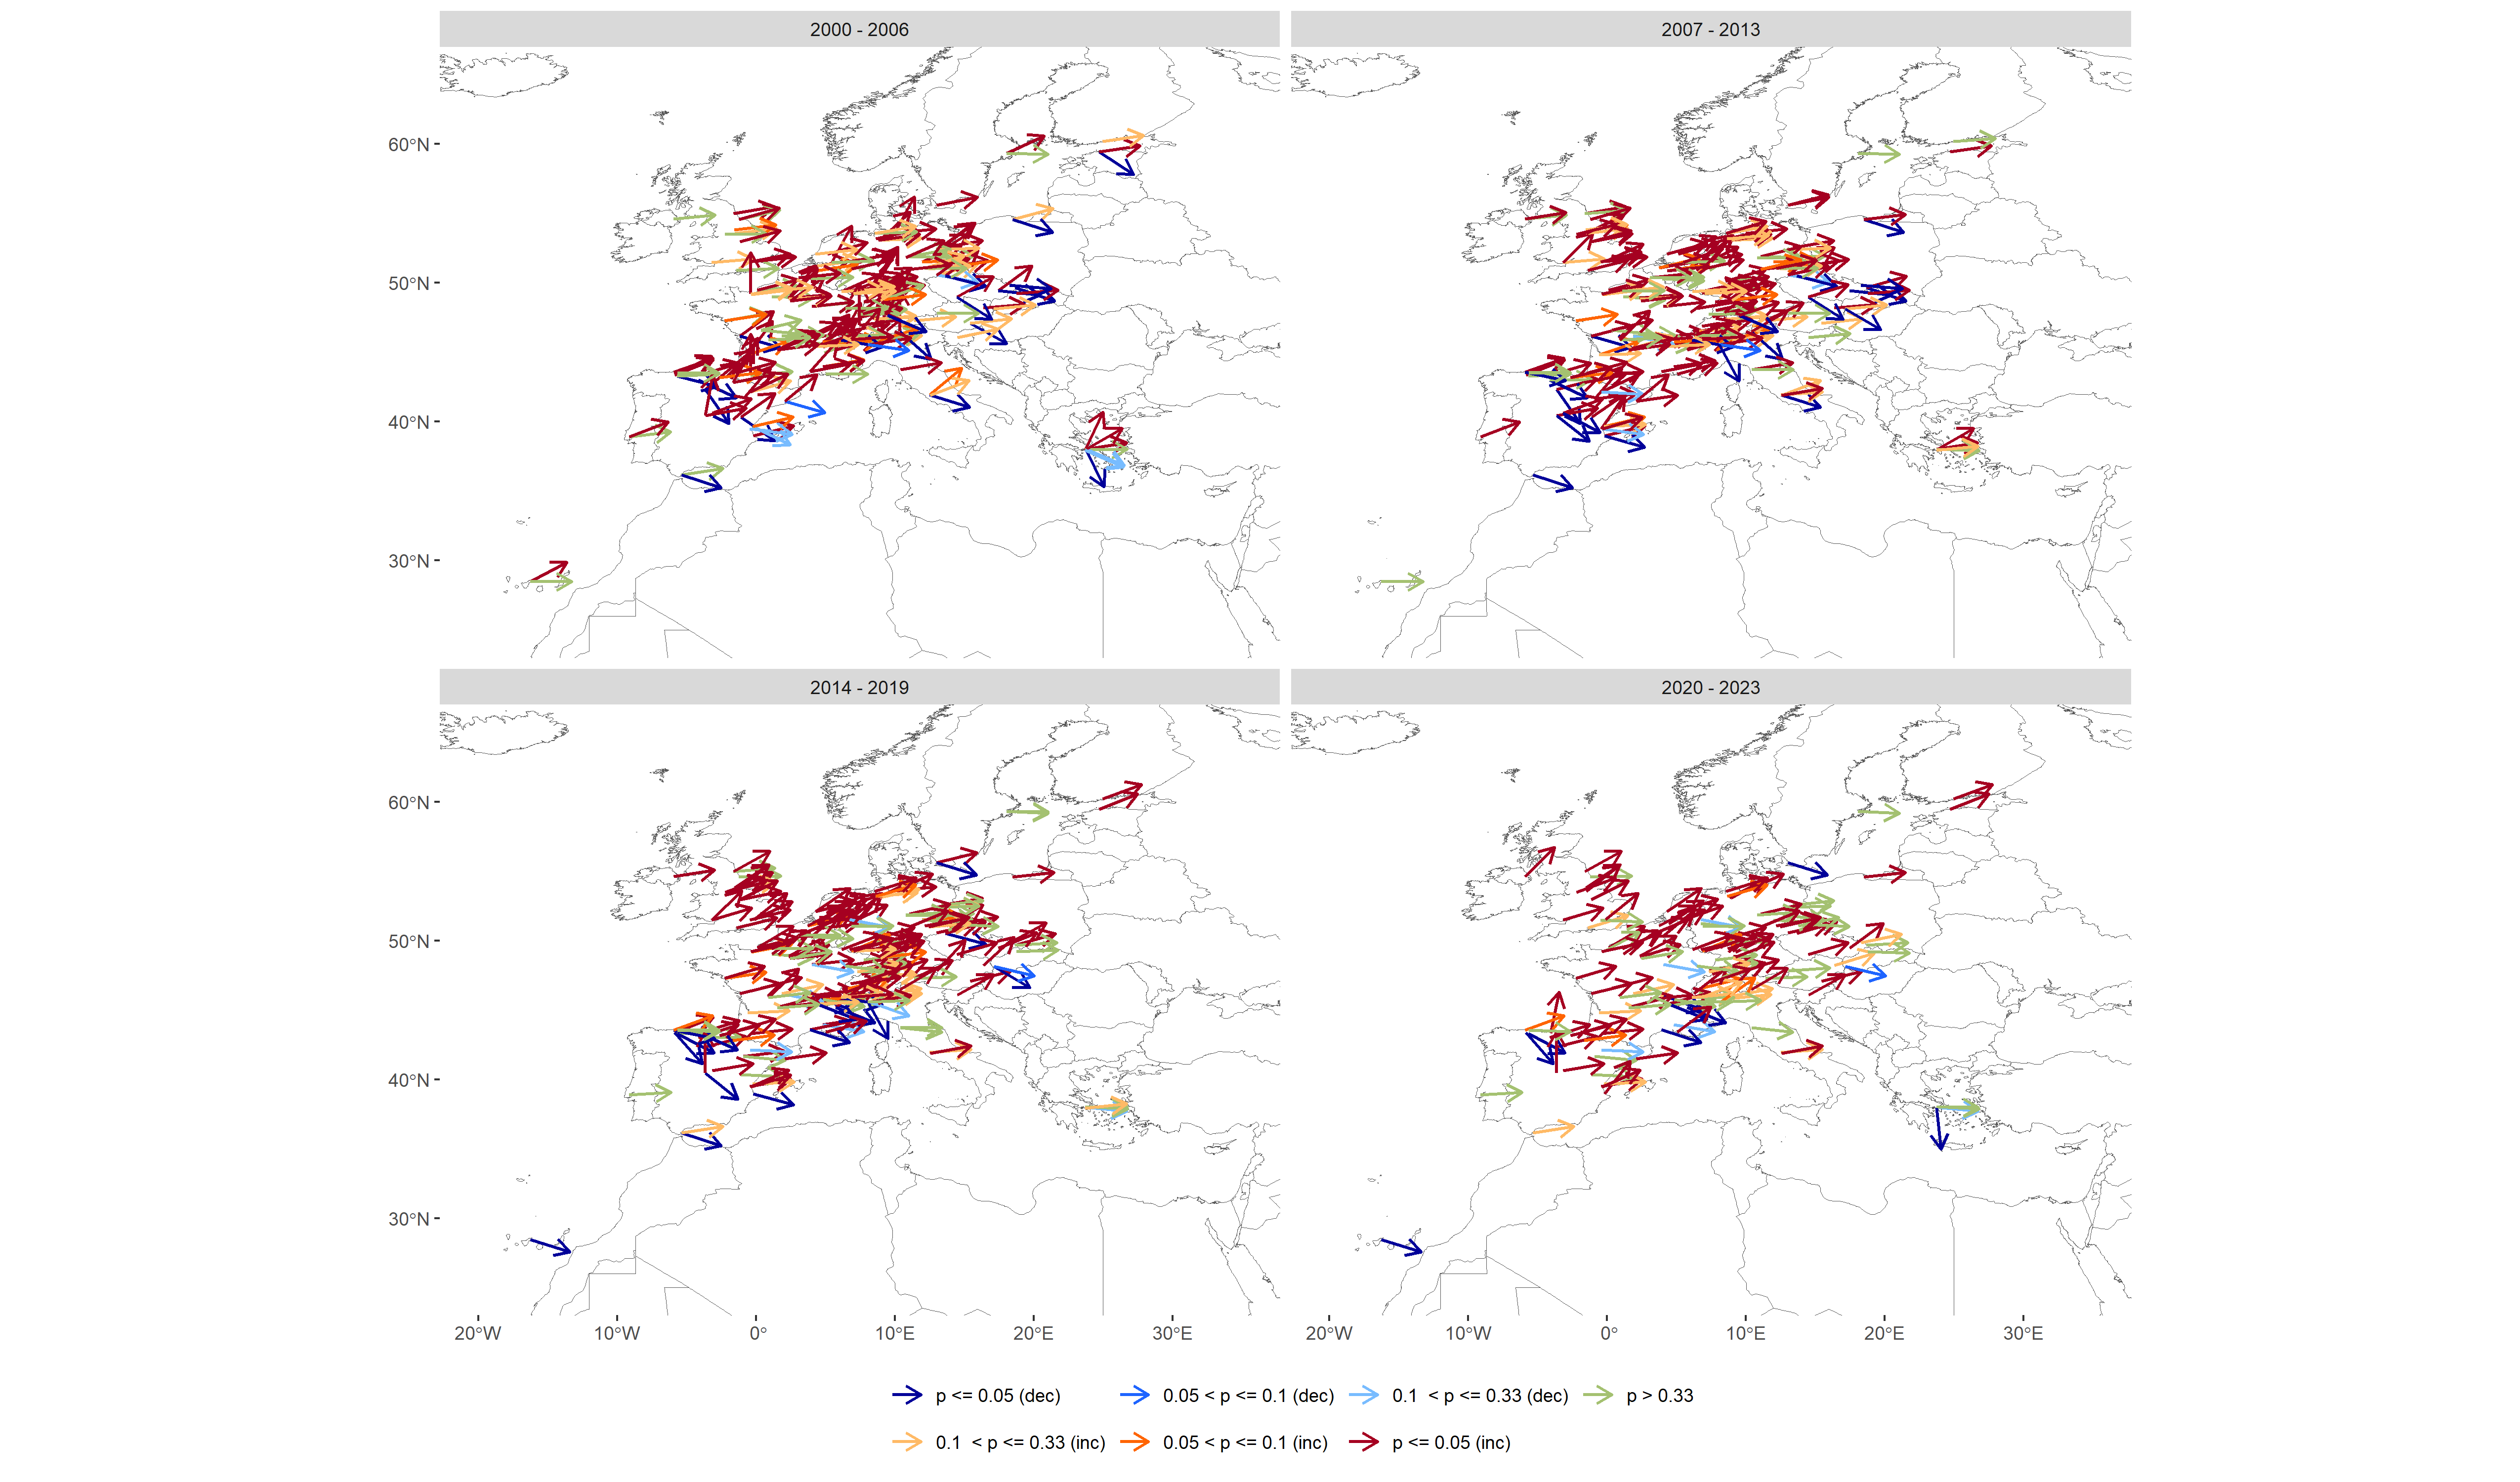 2000 - 2006
2007 - 2013
60°N
50°N
40°N
30°N
2014 - 2019
2020 - 2023
60°N
50°N
40°N
30°N
20°W 10°W 0° 10°E 20°E 30°E 20°W 10°W 0° 10°E 20°E 30°E
p <= 0.05 (dec) 0.05 < p <= 0.1 (dec) 0.1 < p <= 0.33 (dec) p > 0.33
0.1 < p <= 0.33 (inc) 0.05 < p <= 0.1 (inc) p <= 0.05 (inc)